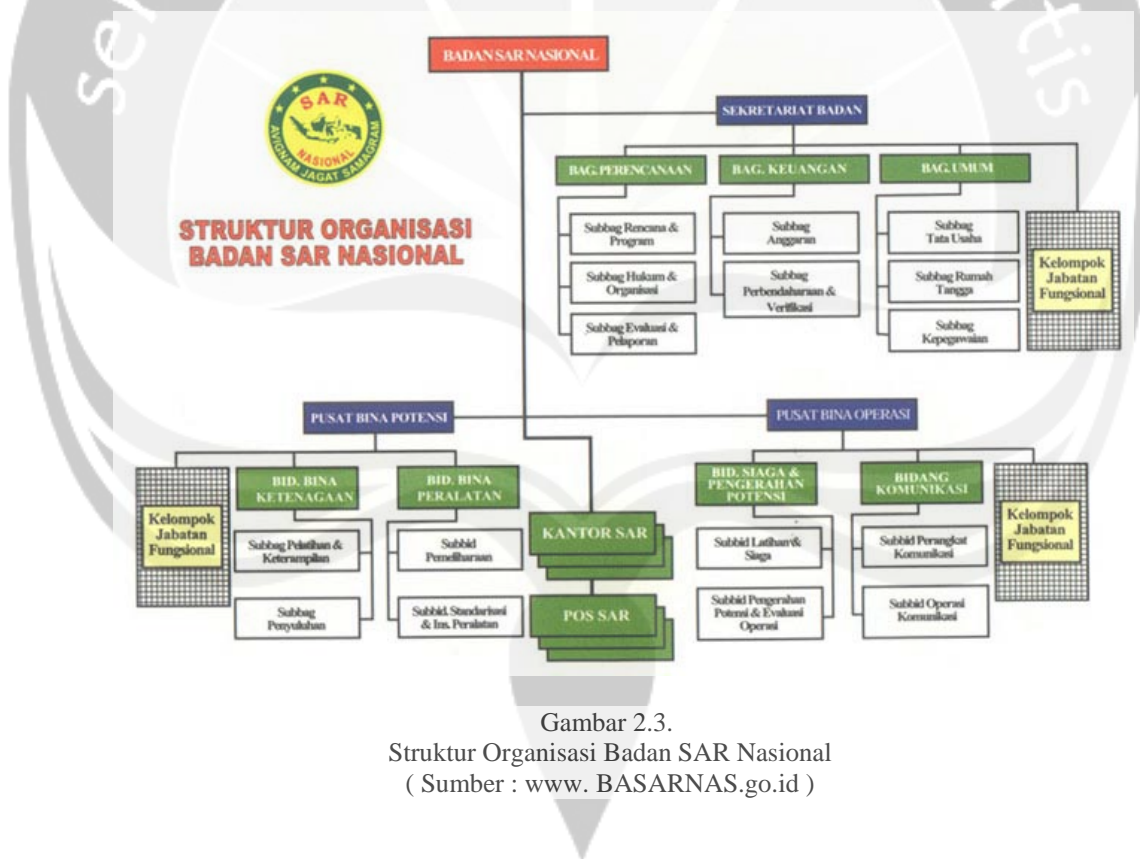 sel
tis
BADAN SAR NASIONAL
SAR
NASIONAL
AVIGNAM JAGAT SAMAGRAM
STRUKTUR ORGANISASI
BADAN SAR NASIONAL
SEKRETARIAT BADAN
BAG. PERENCANAAN
BAG. KEUANGAN
BAG. UMUM
Subbag Rencana &
Program
Subbag Hukum &
Organisasi
Subbag Evaluasi &
Pelaporan
Subbag
Anggaran
Subbag
Perbendaharaan &
Verifikasi
Subbag
Tata Usaha
Subbag Rumah
Tangga
Subbag
Kepegawaian
Kelompok
Jabatan
Fungsional
PUSAT BINA POTENSI
PUSAT BINA OPERASI
Kelompok
Jabatan
Fungsional
BID. BINA
KETENAGAAN
Subbag Pelatihan &
Keterampilan
Subbag
Penyuluhan
BID. BINA
PERALATAN
Subbid
Pemeliharaan
Subbid. Standarisasi
& Ins. Peralatan
KANTOR SAR
POS SAR
BID. SIAGA &
PENGERAHAN
POTENSI
Subbid Latihan &
Siaga
Subbid Pengerahan
Potensi & Evaluasi
Operasi
BIDANG
KOMUNIKASI
Subbid Perangkat
Komunikasi
Subbid Operasi
Komunikasi
Kelompok
Jabatan
Fungsional
Gambar 2.3.
Struktur Organisasi Badan SAR Nasional
( Sumber : www. BASARNAS.go.id )